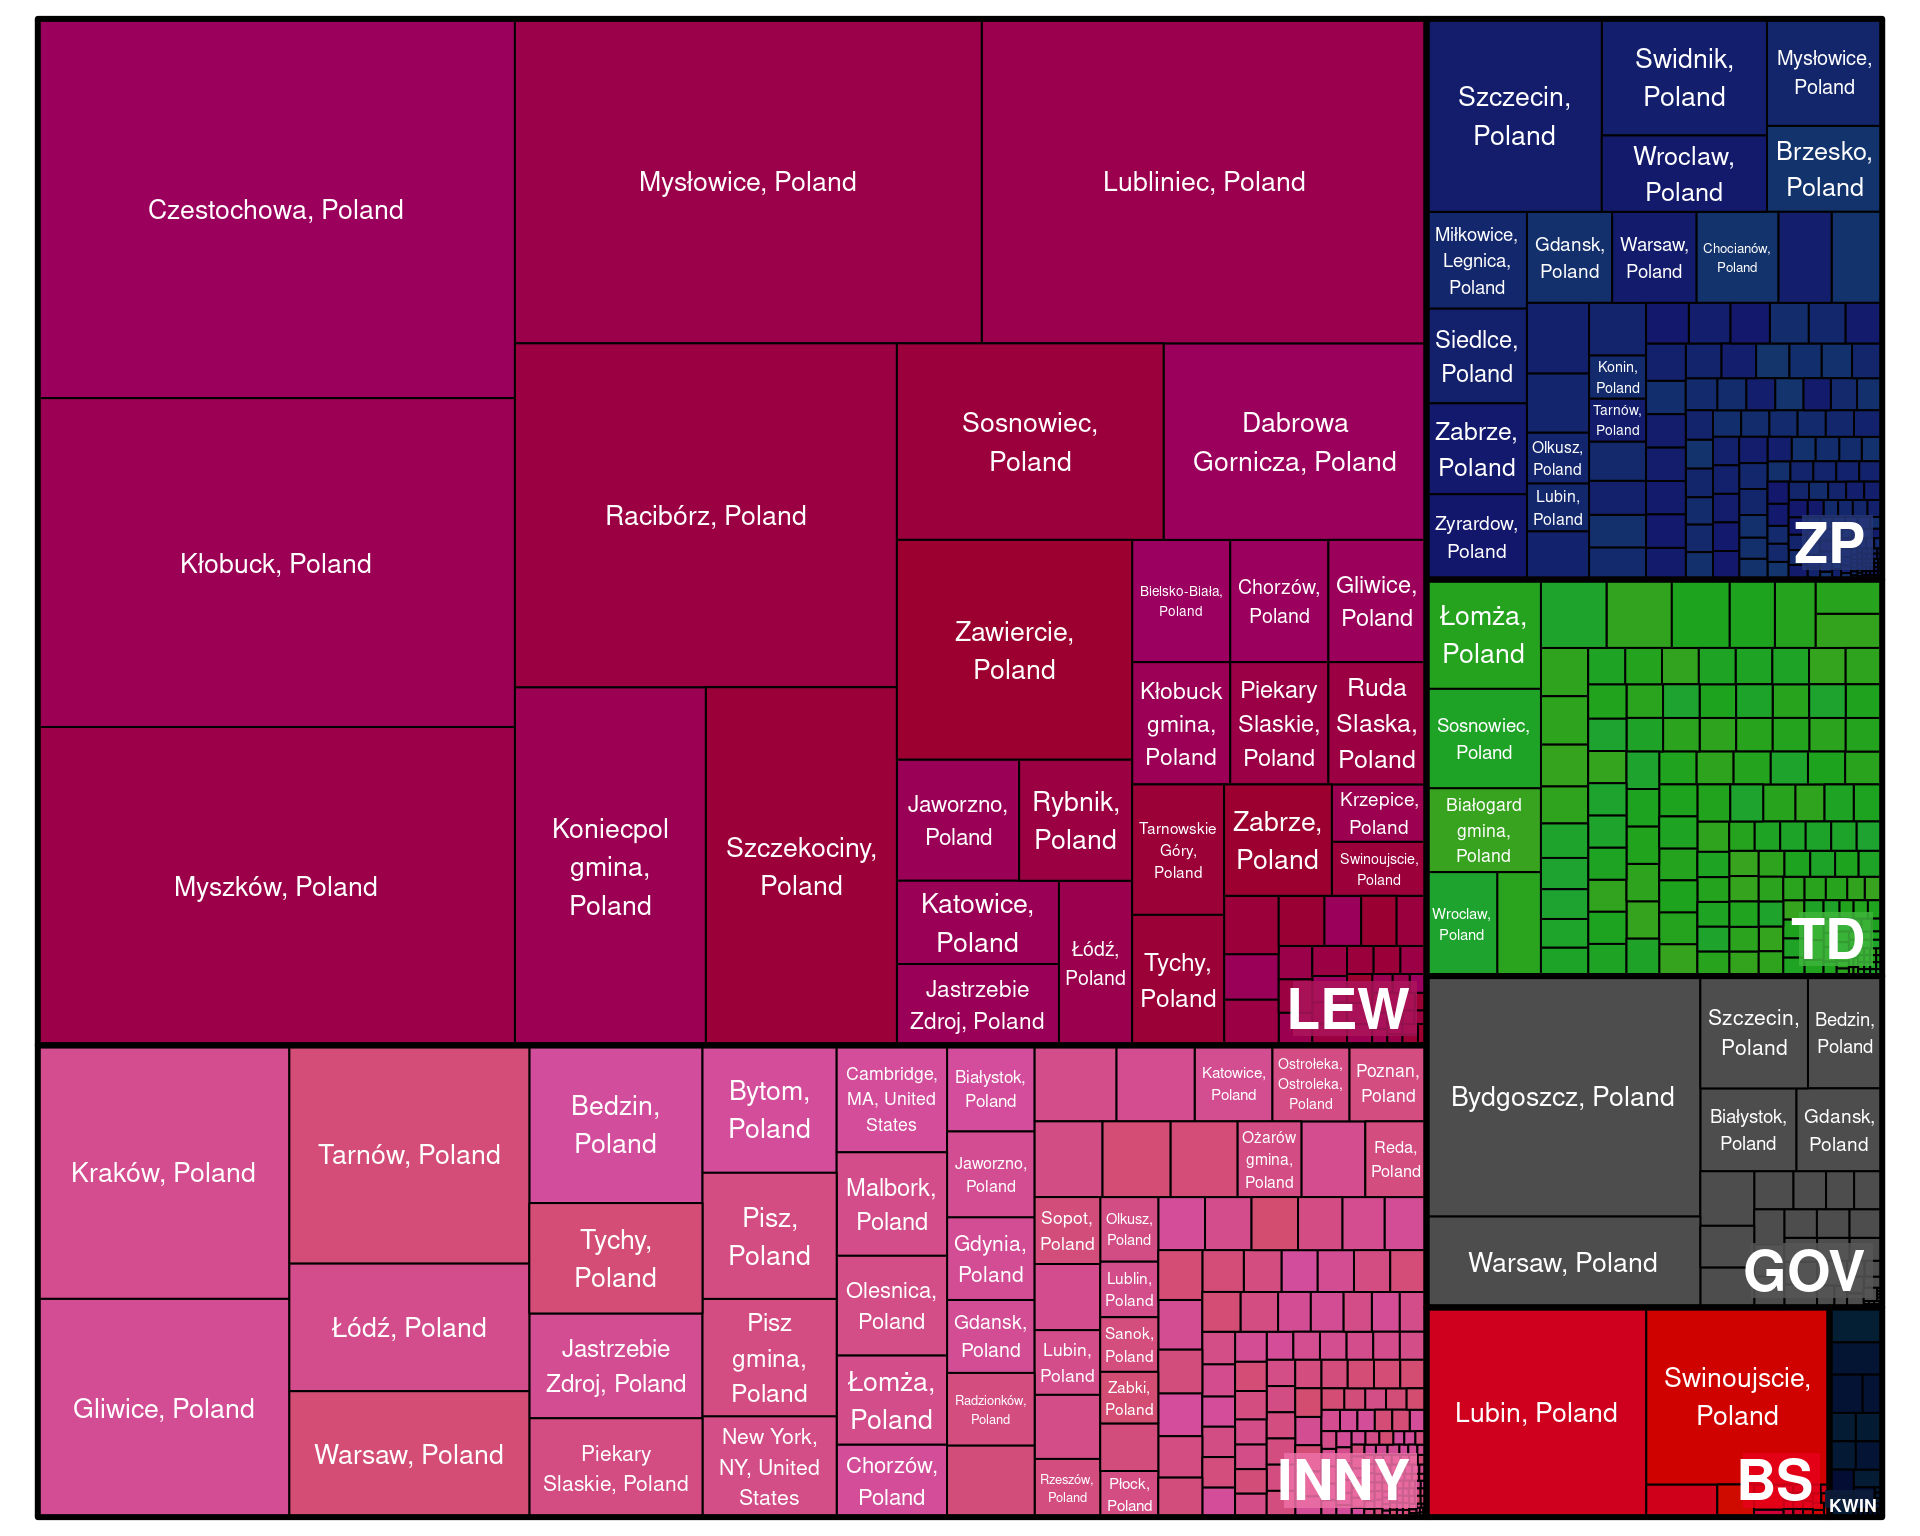 Czestochowa, Poland
Kłobuck, Poland
Myszków, Poland
Mysłowice, Poland
Lubliniec, Poland
Racibórz, Poland
Koniecpol
gmina,
Poland
Szczekociny,
Poland
Sosnowiec,
Poland
Dabrowa
Gornicza, Poland
Zawiercie,
Poland
Jaworzno,
Poland
Rybnik,
Poland
Katowice,
Poland
Jastrzebie
Zdroj, Poland
Łódź,
Poland
Bielsko-Biała,
Poland
Chorzów,
Poland
Gliwice,
Poland
Kłobuck
gmina,
Poland
Piekary
Slaskie,
Poland
Ruda
Slaska,
Poland
Tarnowskie
Góry,
Poland
Tychy,
Poland
Zabrze,
Poland
Krzepice,
Poland
Swinoujscie,
Poland
LEW
Kraków, Poland
Gliwice, Poland
Tarnów, Poland
Łódź, Poland
Warsaw, Poland
Bedzin,
Poland
Tychy,
Poland
Jastrzebie
Zdroj, Poland
Piekary
Slaskie, Poland
Bytom,
Poland
Pisz,
Poland
Pisz
gmina,
Poland
New York,
NY, United
States
Cambridge,
MA, United
States
Malbork,
Poland
Olesnica,
Poland
Łomża,
Poland
Chorzów,
Poland
Białystok,
Poland
Jaworzno,
Poland
Gdynia,
Poland
Gdansk,
Poland
Radzionków,
Poland
Katowice,
Poland
Ostrołeka,
Ostroleka,
Poland
Poznan,
Poland
Ożarów
gmina,
Poland
Reda,
Poland
Sopot,
Poland
Lubin,
Poland
Rzeszów,
Poland
Olkusz,
Poland
Lublin,
Poland
Sanok,
Poland
Zabki,
Poland
Płock,
Poland
INNY
Szczecin,
Poland
Swidnik,
Poland
Wroclaw,
Poland
Mysłowice,
Poland
Brzesko,
Poland
Miłkowice,
Legnica,
Poland
Siedlce,
Poland
Zabrze,
Poland
Zyrardow,
Poland
Gdansk,
Poland
Warsaw,
Poland
Chocianów,
Poland
Olkusz,
Poland
Lubin,
Poland
Konin,
Poland
Tarnów,
Poland
ZP
Łomża,
Poland
Sosnowiec,
Poland
Białogard
gmina,
Poland
Wroclaw,
Poland
TD
Bydgoszcz, Poland
Warsaw, Poland
Szczecin,
Poland
Bedzin,
Poland
Białystok,
Poland
Gdansk,
Poland
GOV
Lubin, Poland
Swinoujscie,
Poland
BS
KWIN